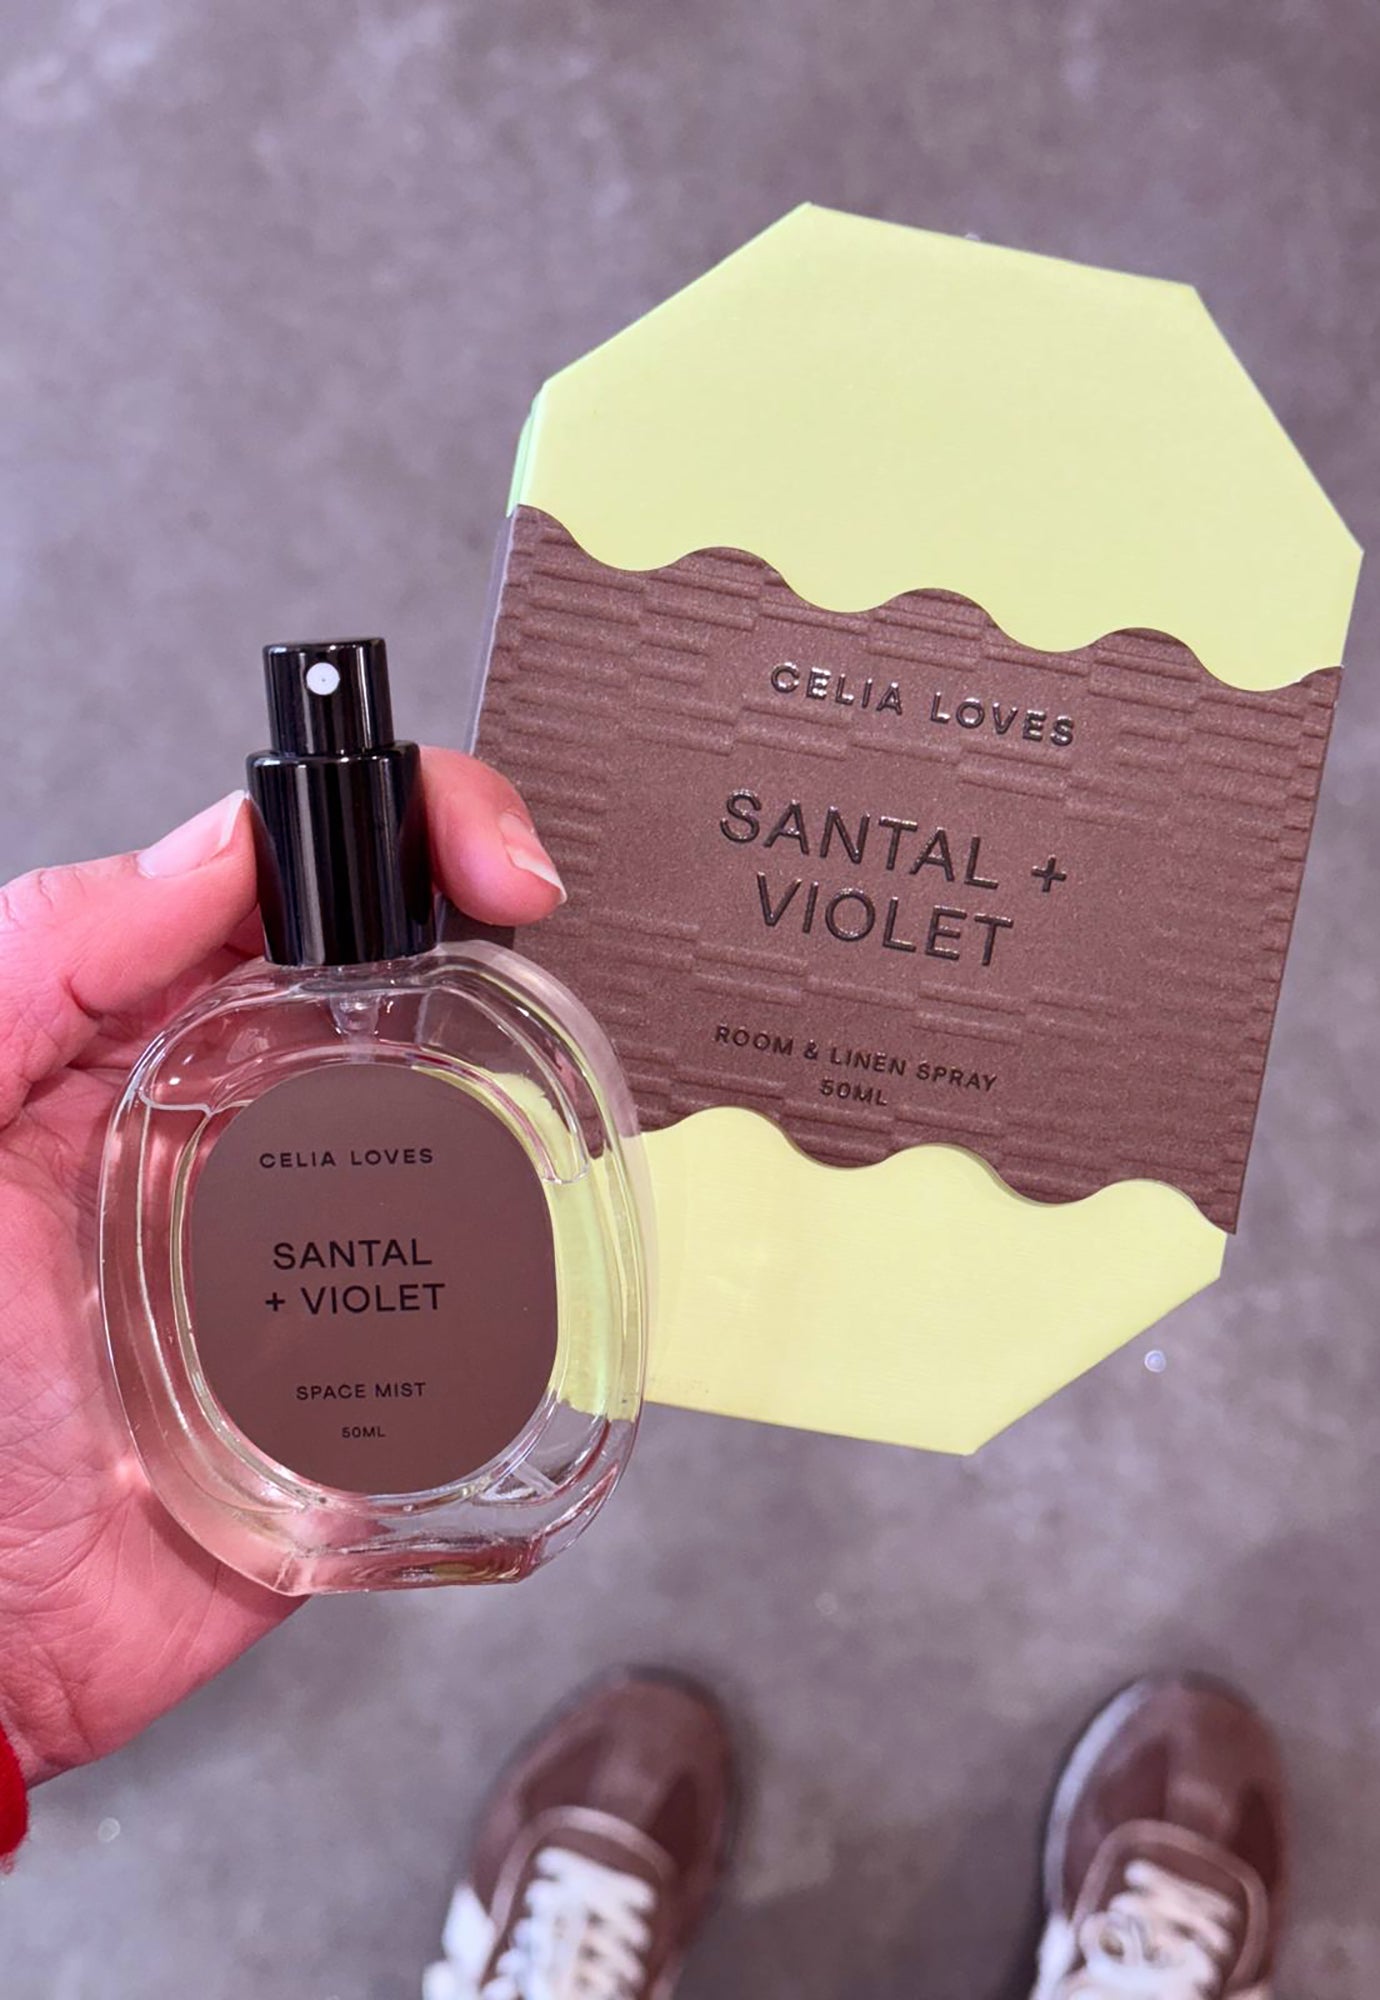 CELIA LOVES
SANTAL +
VIOLET
ROOM & LINEN SPRAY
50ML
CELIA LOVES
SANTAL
+ VIOLET
SPACE MIST
50ML